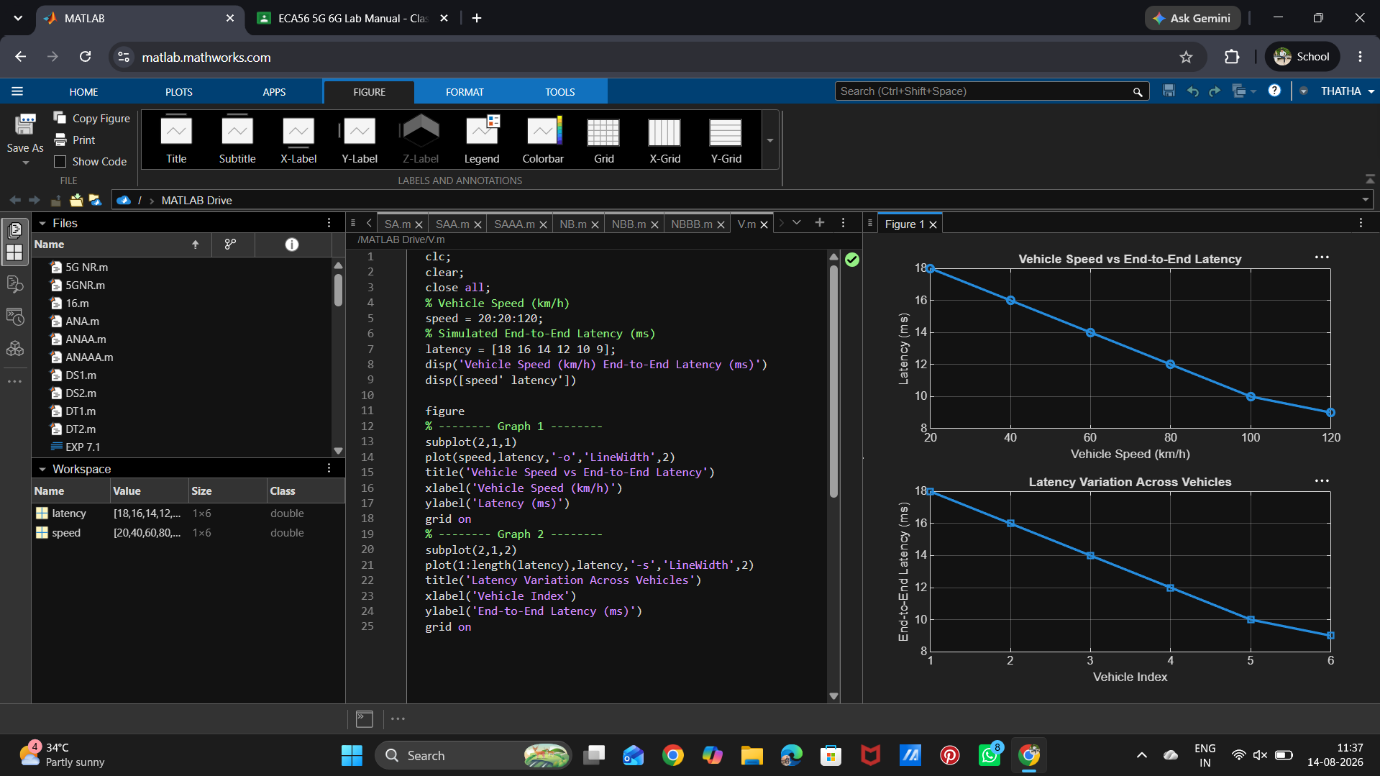 MATLAB
ECA56 5G 6G Lab Manual - Clas
Ask Gemini
matlab.mathworks.com
School
HOME
PLOTS
APPS
FIGURE
FORMAT
TOOLS
Search (Ctrl+Shift+Space)
THATHA
Save As
Copy Figure
Print
Show Code
FILE
Title
Subtitle
X-Label
Y-Label
Z-Label
Legend
Colorbar
Grid
X-Grid
Y-Grid
LABELS AND ANNOTATIONS
/ > MATLAB Drive
Files
Name
5G NR.m
5GNR.m
16.m
ANA.m
ANAA.m
ANAAA.m
DS1.m
DS2.m
DT1.m
DT2.m
EXP 7.1
Workspace
Name Value Size Class
latency [18,16,14,12,... 1×6 double
speed [20,40,60,80,... 1×6 double
SA.m SAA.m SAAA.m NB.m NBB.m NBBB.m V.m
/MATLAB Drive/V.m
1 clc;
2 clear;
3 close all;
4 % Vehicle Speed (km/h)
5 speed = 20:20:120;
6 % Simulated End-to-End Latency (ms)
7 latency = [18 16 14 12 10 9];
8 disp('Vehicle Speed (km/h) End-to-End Latency (ms)')
9 disp([speed' latency'])
10
11 figure
12 % -------- Graph 1 --------
13 subplot(2,1,1)
14 plot(speed,latency,'-o','LineWidth',2)
15 title('Vehicle Speed vs End-to-End Latency')
16 xlabel('Vehicle Speed (km/h)')
17 ylabel('Latency (ms)')
18 grid on
19 % -------- Graph 2 --------
20 subplot(2,1,2)
21 plot(1:length(latency),latency,'-s','LineWidth',2)
22 title('Latency Variation Across Vehicles')
23 xlabel('Vehicle Index')
24 ylabel('End-to-End Latency (ms)')
25 grid on
Figure 1
Vehicle Speed vs End-to-End Latency
Latency (ms)
18
16
14
12
10
8
20 40 60 80 100 120
Vehicle Speed (km/h)
Latency Variation Across Vehicles
End-to-End Latency (ms)
18
16
14
12
10
8
1 2 3 4 5 6
Vehicle Index
4
34°C
Partly sunny
Search
8
ENG
IN
11:37
14-08-2026